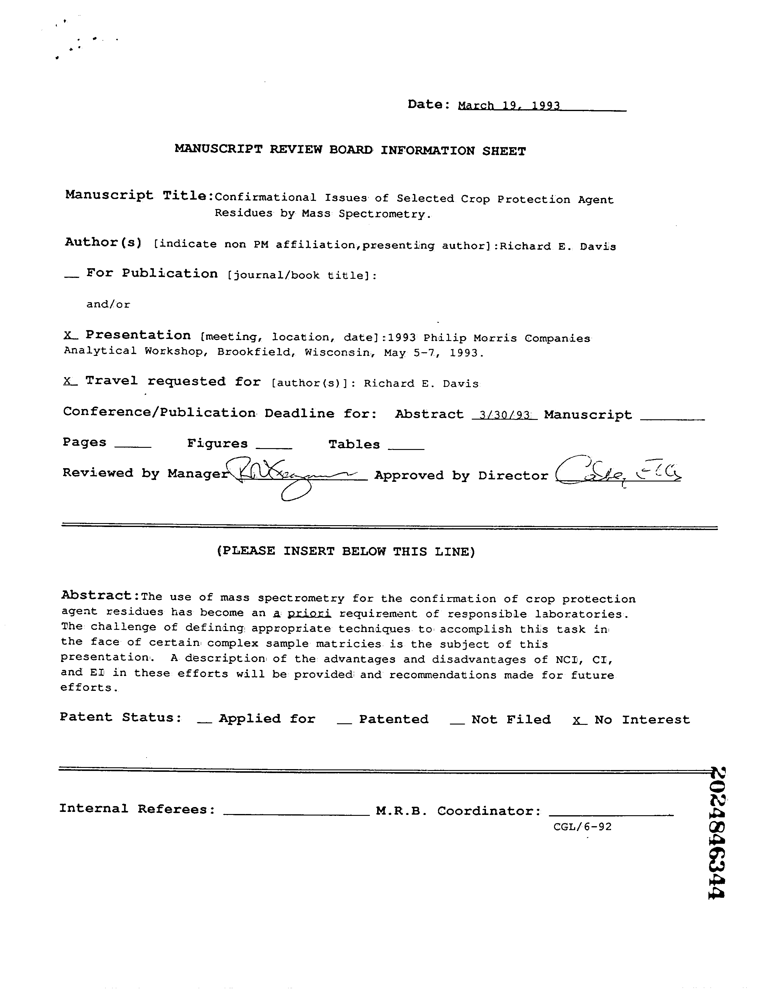 Date: March 19, 1993
MANUSCRIPT REVIEW BOARD INFORMATION SHEET
Manuscript Title:Confirmational Issues of Selected Crop Protection Agent
Residues by Mass Spectrometry.
Author(s) [indicate non PM affiliation,presenting author]:Richard E. Davis
__ For Publication [journal/book title]:
and/or
X_ Presentation [meeting, location, date]:1993 Philip Morris Companies
Analytical Workshop, Brookfield, Wisconsin, May 5-7, 1993.
X_ Travel requested for [author(s)]: Richard E. Davis
Conference/Publication Deadline for: Abstract 3/30/93 Manuscript ________
Pages ____ Figures ____ Tables ____
Reviewed by Manager Approved by Director
(PLEASE INSERT BELOW THIS LINE)
Abstract:The use of mass spectrometry for the confirmation of crop protection
agent residues has become an a priori requirement of responsible laboratories.
The challenge of defining appropriate techniques to accomplish this task in
the face of certain complex sample matricies is the subject of this
presentation. A description of the advantages and disadvantages of NCI, CI,
and EI in these efforts will be provided and recommendations made for future
efforts.
Patent Status: __ Applied for __ Patented __ Not Filed X_ No Interest
Internal Referees: __________________ M.R.B. Coordinator: _______________
CGL/6-92
2024846344